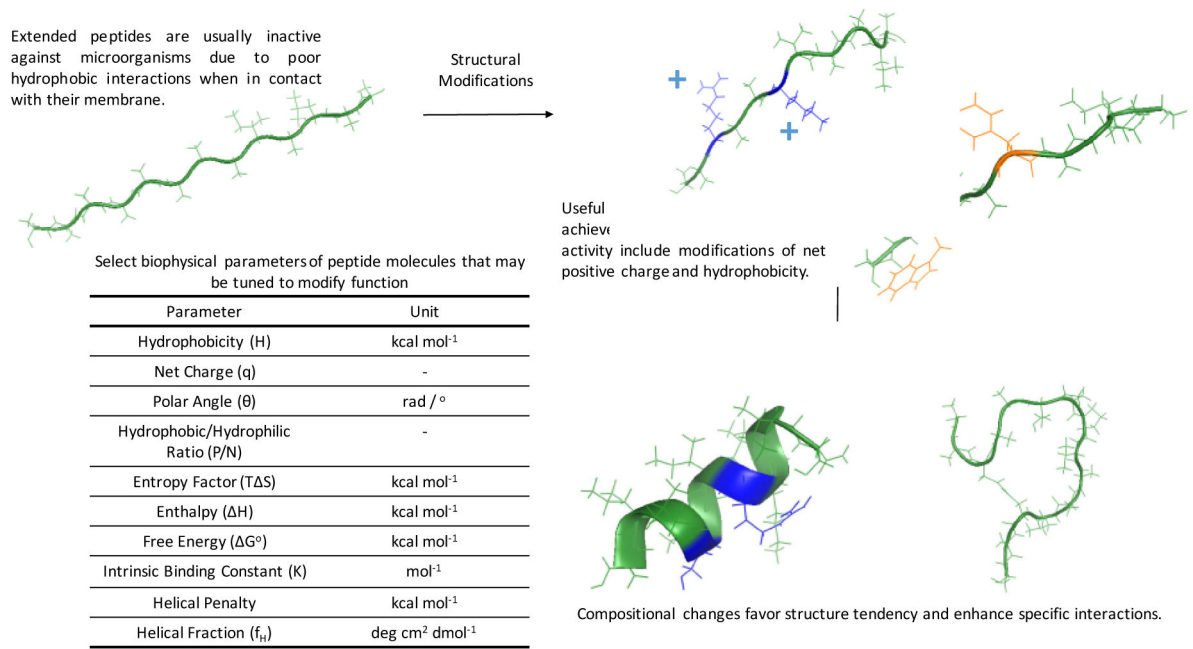 Extended peptides are usually inactive
against microorganisms due to poor
hydrophobic interactions when in contact
with their membrane.
Structural
Modifications
+
+
Useful
achieve
activity include modifications of net
positive charge and hydrophobicity.
Select biophysical parameters of peptide molecules that may
be tuned to modify function
Parameter Unit
Hydrophobicity (H) kcal mol⁻¹
Net Charge (q) -
Polar Angle (θ) rad / °
Hydrophobic/Hydrophilic
Ratio (P/N) -
Entropy Factor (TΔS) kcal mol⁻¹
Enthalpy (ΔH) kcal mol⁻¹
Free Energy (ΔG°) kcal mol⁻¹
Intrinsic Binding Constant (K) mol⁻¹
Helical Penalty kcal mol⁻¹
Helical Fraction (f_H) deg cm² dmol⁻¹
Compositional changes favor structure tendency and enhance specific interactions.